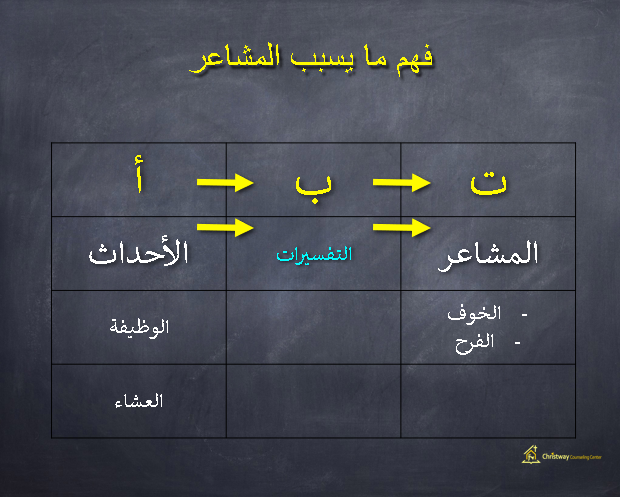 فهم ما يسبب المشاعر
أ
ب
ت
الأحداث
التفسيرات
المشاعر
الوظيفة
- الخوف
- الفرح
العشاء
Christway Counseling Center